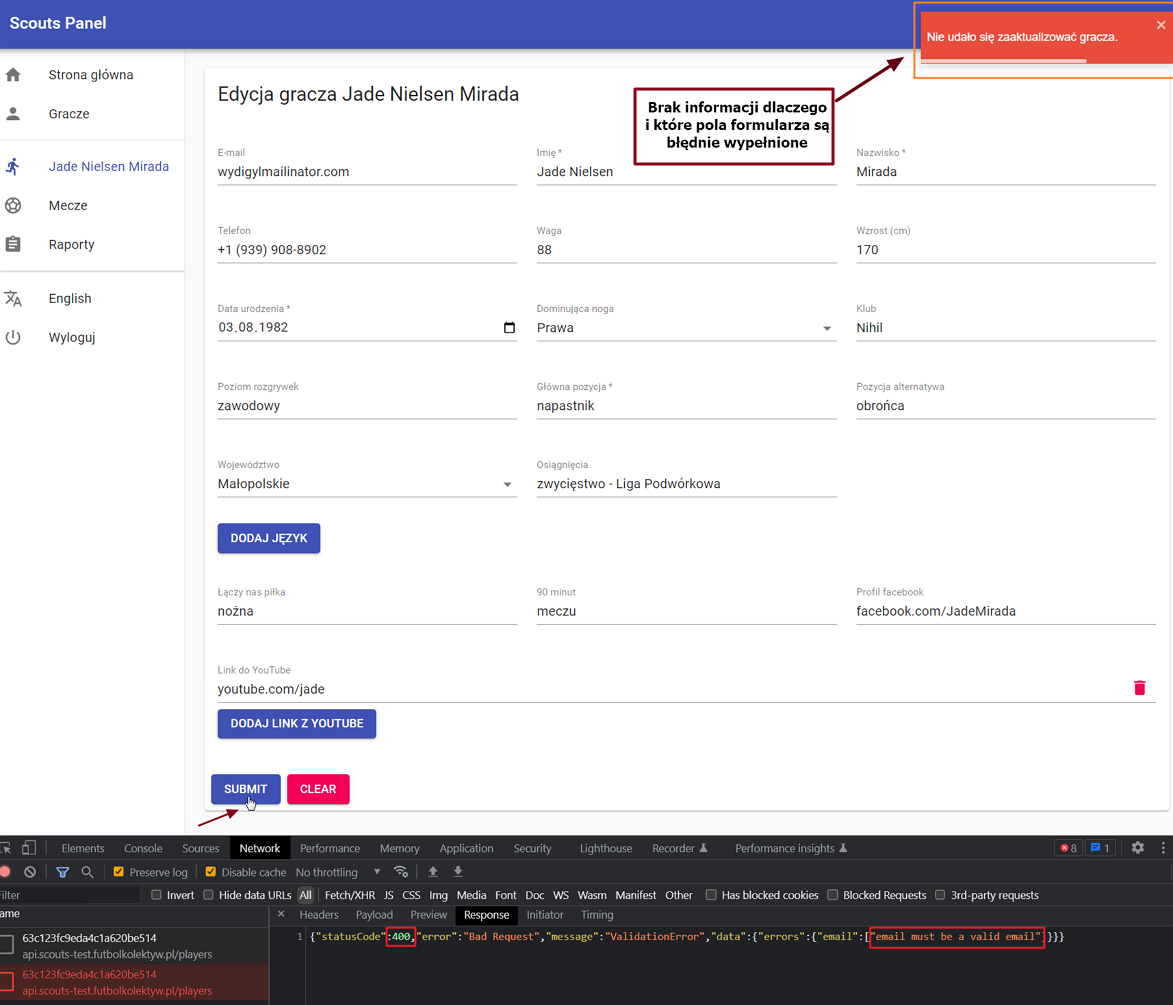 Scouts Panel
Nie udało się zaaktualizować gracza.
Strona główna
Gracze
Jade Nielsen Mirada
Mecze
Raporty
English
Wyloguj
Edycja gracza Jade Nielsen Mirada
Brak informacji dlaczego
i które pola formularza są
błędnie wypełnione
E-mail
wydigylmailinator.com
Imię *
Jade Nielsen
Nazwisko *
Mirada
Telefon
+1 (939) 908-8902
Waga
88
Wzrost (cm)
170
Data urodzenia *
03.08.1982
Dominująca noga
Prawa
Klub
Nihil
Poziom rozgrywek
zawodowy
Główna pozycja *
napastnik
Pozycja alternatywa
obrońca
Województwo
Małopolskie
Osiągnięcia
zwycięstwo - Liga Podwórkowa
DODAJ JĘZYK
Łączy nas piłka
nożna
90 minut
meczu
Profil facebook
facebook.com/JadeMirada
Link do YouTube
youtube.com/jade
DODAJ LINK Z YOUTUBE
SUBMIT CLEAR
Elements Console Sources Network Performance Memory Application Security Lighthouse Recorder Performance insights 8 1
Preserve log Disable cache No throttling
Filter Invert Hide data URLs All Fetch/XHR JS CSS Img Media Font Doc WS Wasm Manifest Other Has blocked cookies Blocked Requests 3rd-party requests
ame × Headers Payload Preview Response Initiator Timing
63c123fc9eda4c1a620be514
api.scouts-test.futbolkolektyw.pl/players
63c123fc9eda4c1a620be514
api.scouts-test.futbolkolektyw.pl/players
1 {"statusCode":400,"error":"Bad Request","message":"ValidationError","data":{"errors":{"email":["email must be a valid email"]}}}